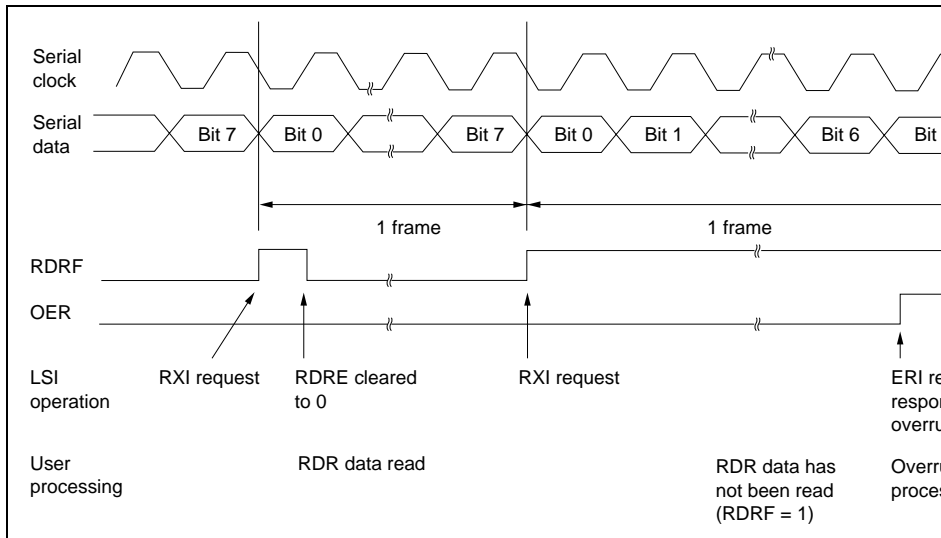 Serial
clock
Serial
data
Bit 7
Bit 0
Bit 7
Bit 0
Bit 1
Bit 6
Bit
1 frame
1 frame
RDRF
OER
LSI
operation
RXI request
RDRE cleared
to 0
RXI request
ERI
User
processing
RDR data read
RDR data has
not been read
(RDRF = 1)